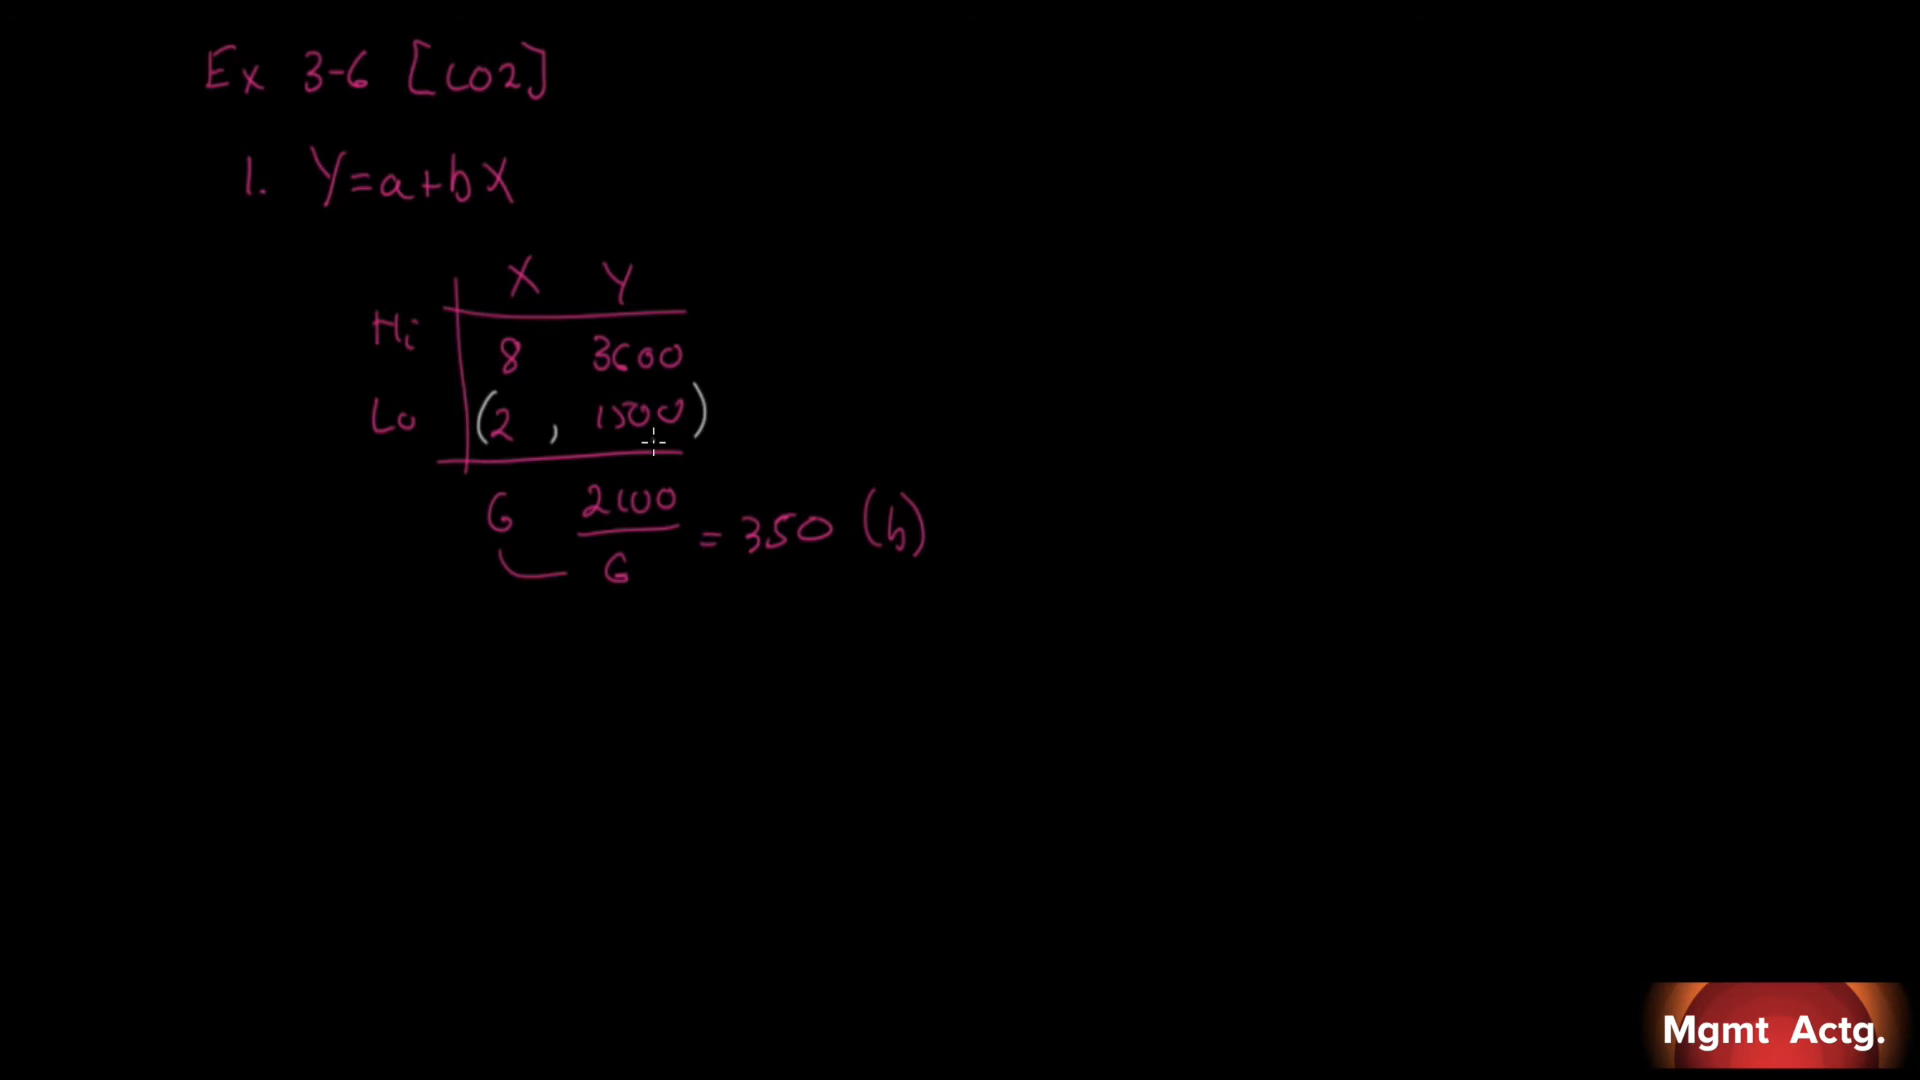 Ex 3-6 [LO2]
1. Y=a+bX
X Y
Hi 8 3600
Lo (2 , 1500)
6 2100/6 = 350 (b)
Mgmt Actg.